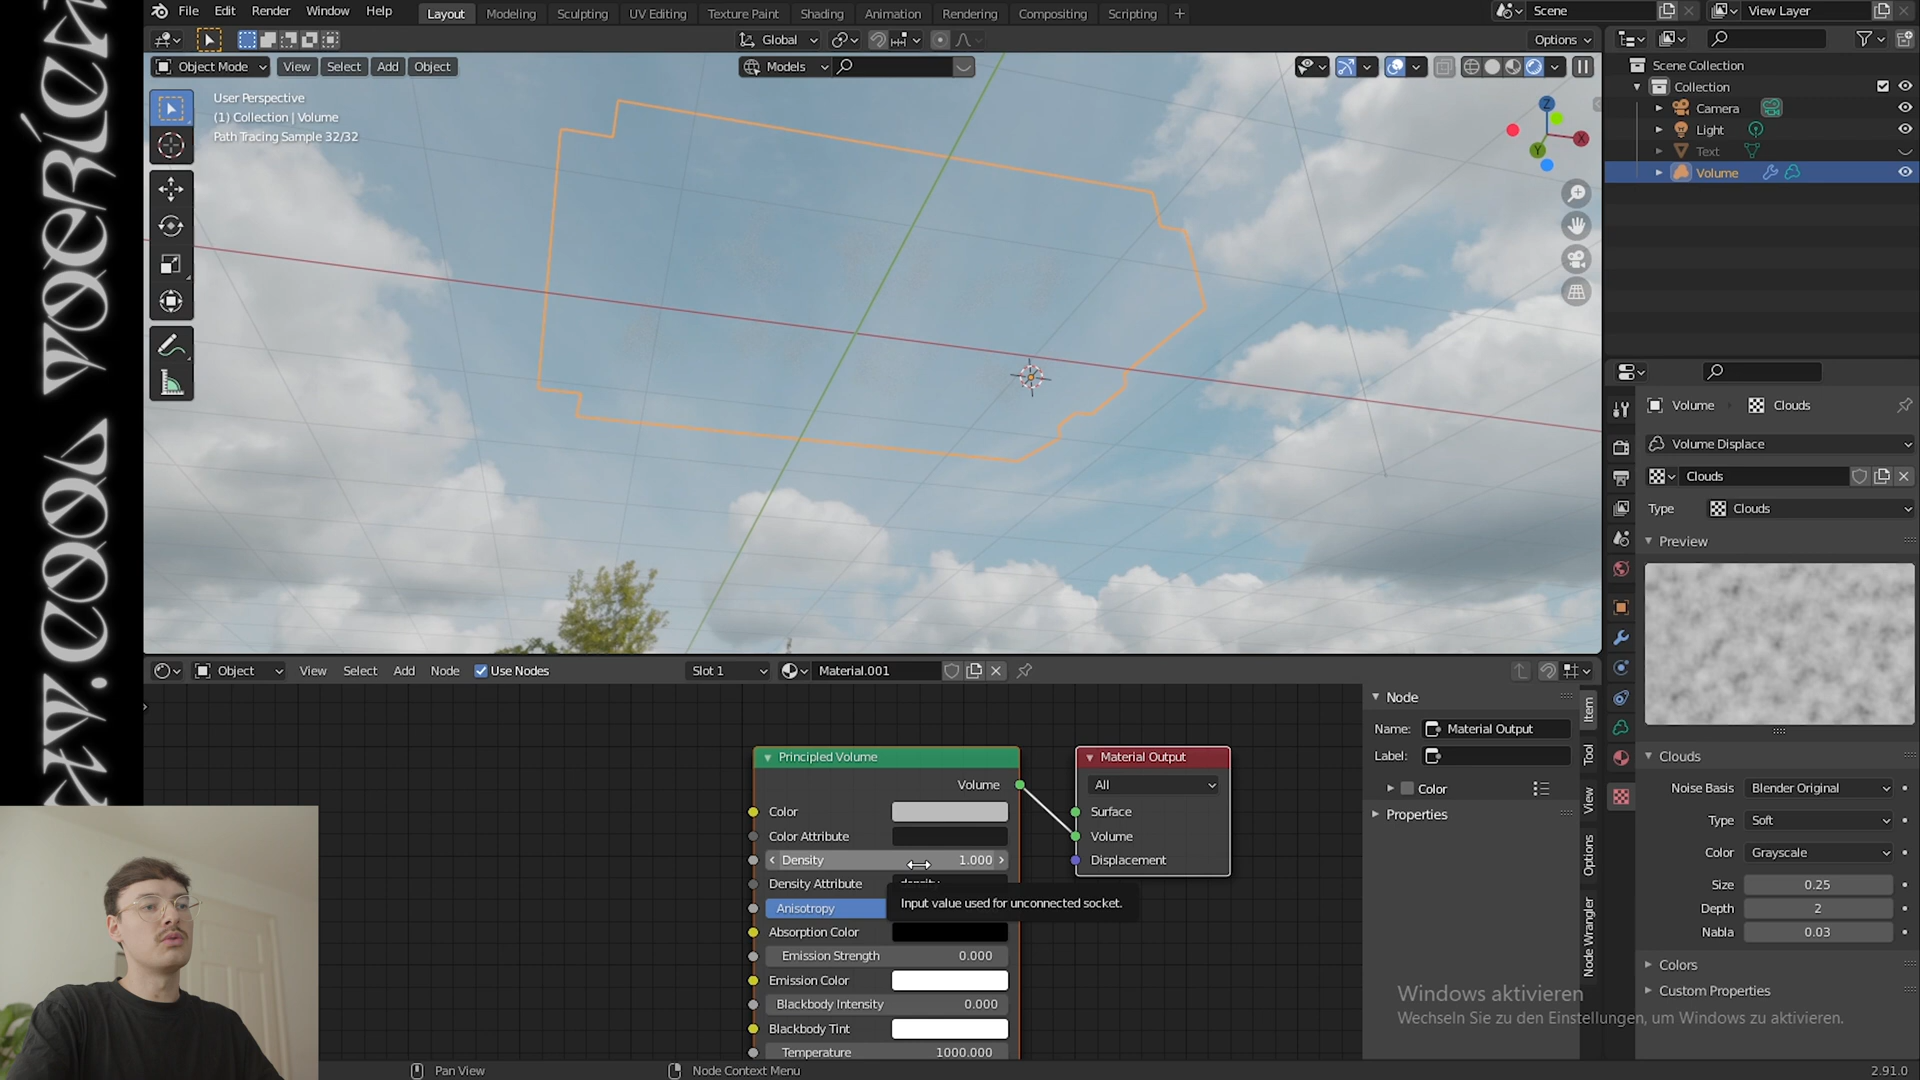 File Edit Render Window Help Layout Modeling Sculpting UV Editing Texture Paint Shading Animation Rendering Compositing Scripting + Scene View Layer
Global Options
Object Mode View Select Add Object Models
User Perspective
(1) Collection | Volume
Path Tracing Sample 32/32
Z
X
Y
Scene Collection
Collection
Camera
Light
Text
Volume
Volume Clouds
Volume Displace
Clouds
Type Clouds
Preview
Clouds
Noise Basis Blender Original
Type Soft
Color Grayscale
Size 0.25
Depth 2
Nabla 0.03
Colors
Custom Properties
Object View Select Add Node Use Nodes Slot 1 Material.001
Principled Volume
Volume
Color
Color Attribute
Density 1.000
Density Attribute density
Anisotropy
Input value used for unconnected socket.
Absorption Color
Emission Strength 0.000
Emission Color
Blackbody Intensity 0.000
Blackbody Tint
Temperature 1000.000
Material Output
All
Surface
Volume
Displacement
Node
Name: Material Output
Label:
Color
Properties
Item
Tool
View
Options
Node Wrangler
Windows aktivieren
Wechseln Sie zu den Einstellungen, um Windows zu aktivieren.
Pan View Node Context Menu 2.91.0